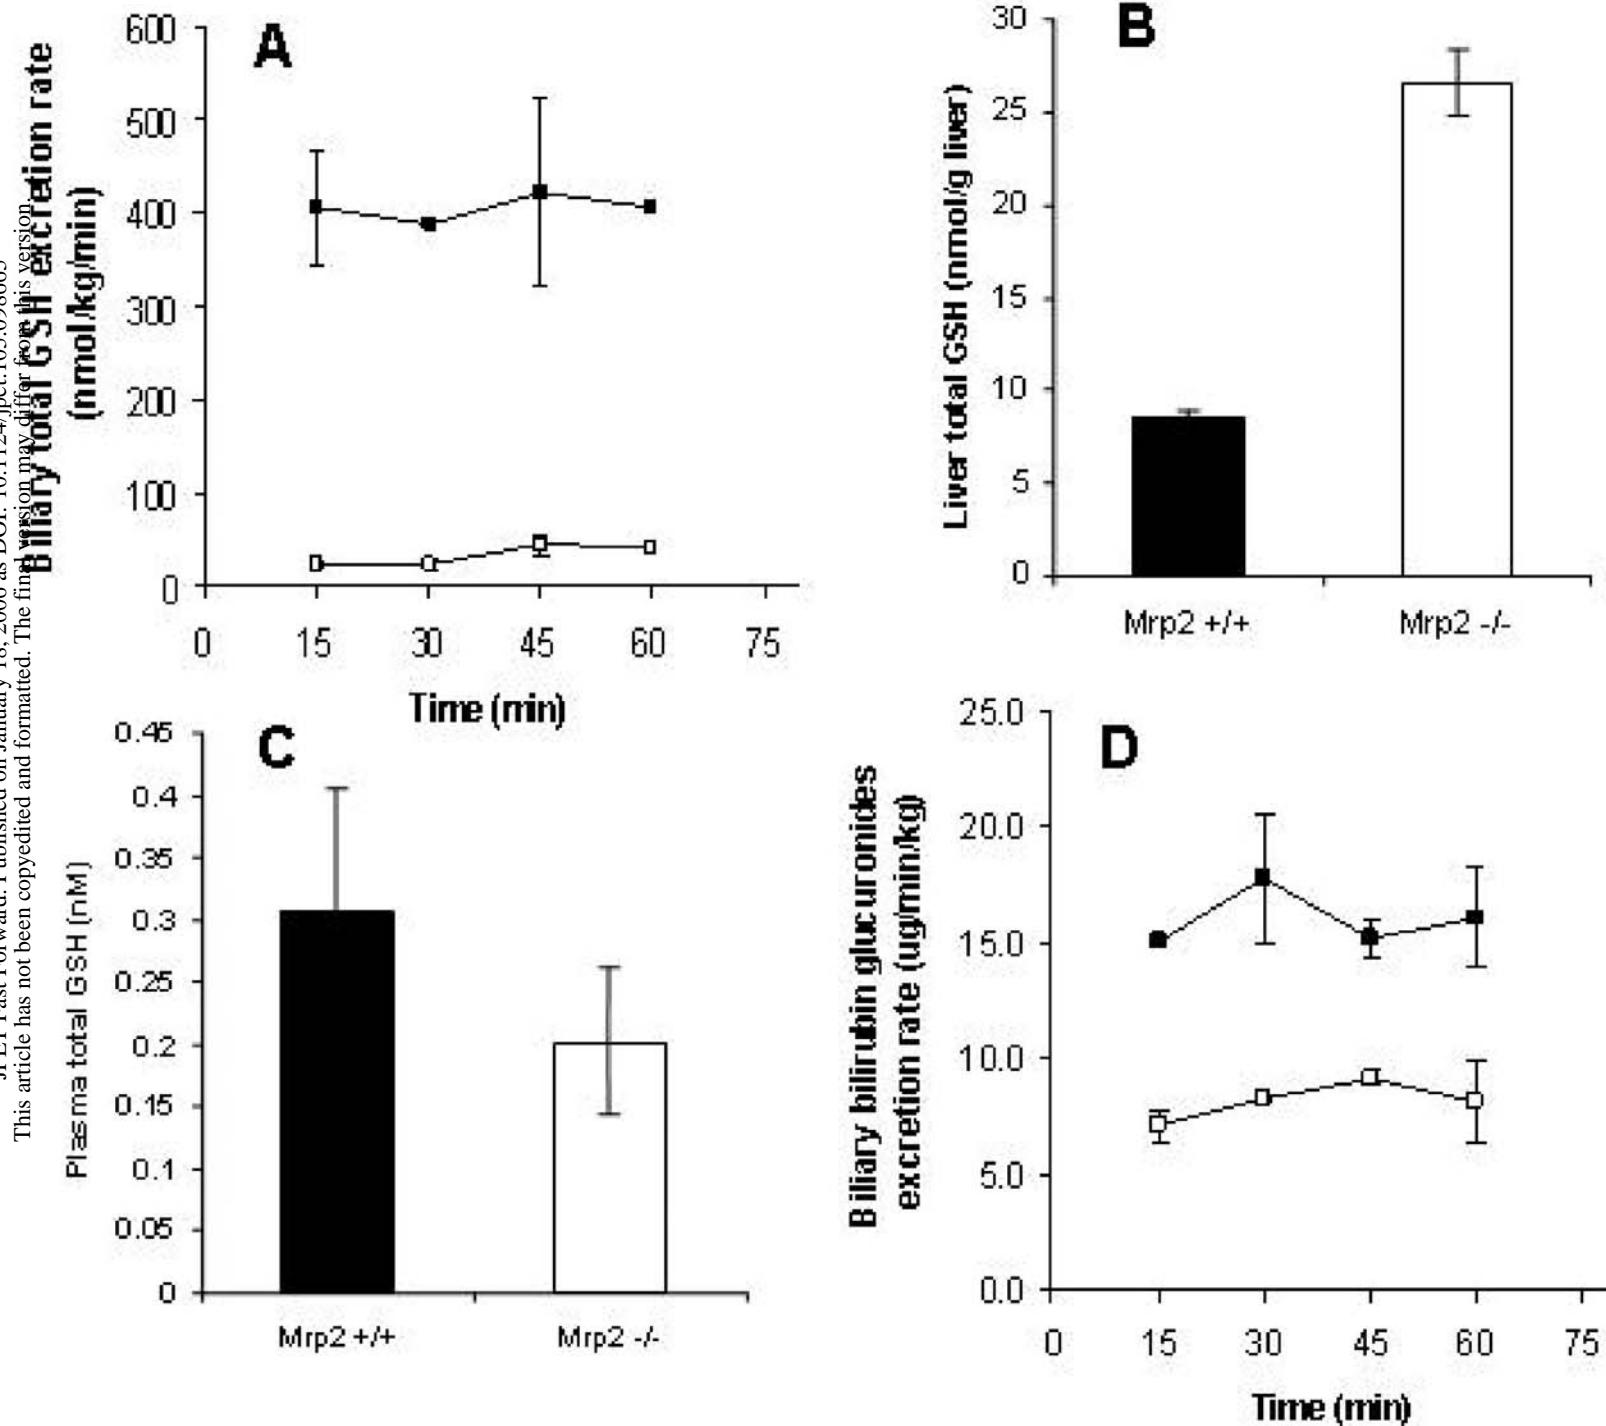 JPET Fast Forward. Published on January 18, 2006 as DOI: 10.1124/jpet.105.098665
This article has not been copyedited and formatted. The final version may differ from this version.
A
Biliary total GSH excretion rate
(nmol/kg/min)
600
500
400
300
200
100
0
0 15 30 45 60 75
Time (min)
B
Liver total GSH (nmol/g liver)
30
25
20
15
10
5
0
Mrp2 +/+ Mrp2 -/-
C
Plasma total GSH (nM)
0.45
0.4
0.35
0.3
0.25
0.2
0.15
0.1
0.05
0
Mrp2 +/+ Mrp2 -/-
D
Biliary bilirubin glucuronides
excretion rate (ug/min/kg)
25.0
20.0
15.0
10.0
5.0
0.0
0 15 30 45 60 75
Time (min)